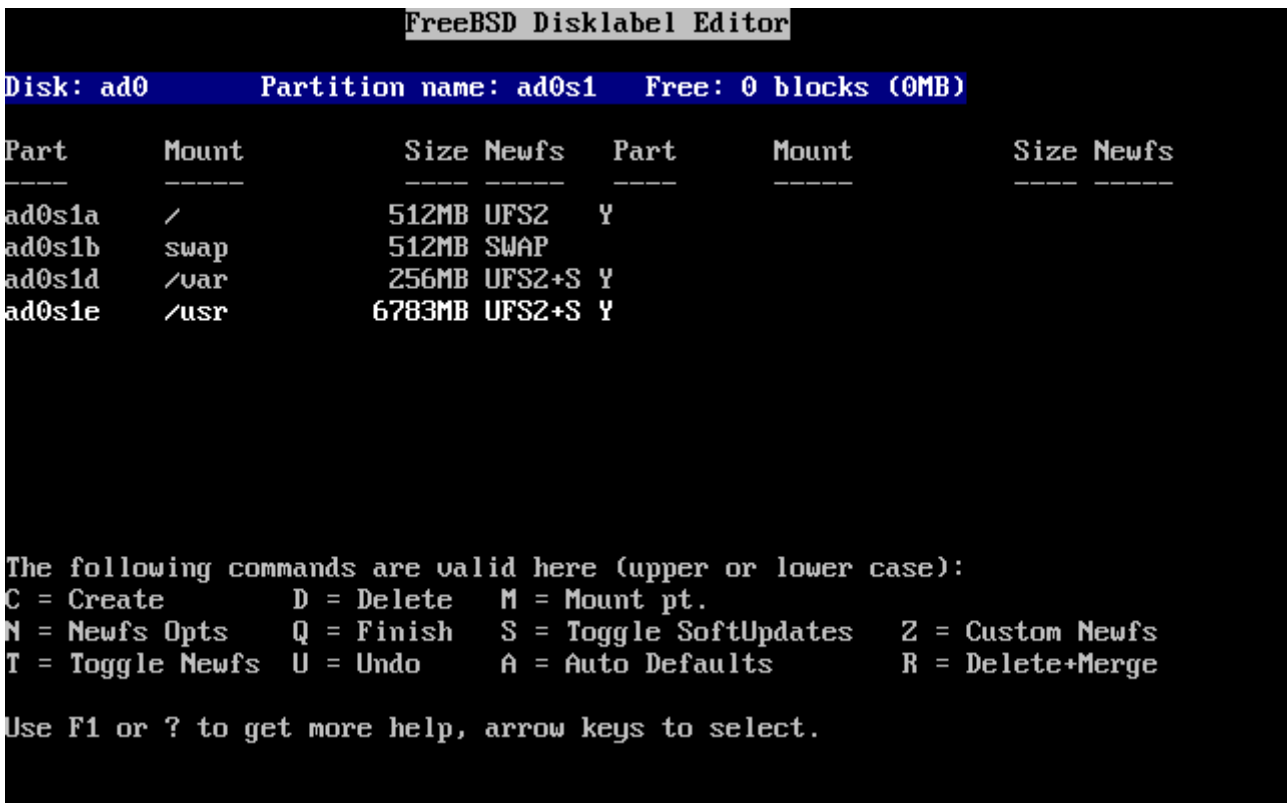 FreeBSD Disklabel Editor
Disk: ad0 Partition name: ad0s1 Free: 0 blocks (0MB)
Part Mount Size Newfs Part Mount Size Newfs
---- ----- ---- ----- ---- ----- ---- -----
ad0s1a / 512MB UFS2 Y
ad0s1b swap 512MB SWAP
ad0s1d /var 256MB UFS2+S Y
ad0s1e /usr 6783MB UFS2+S Y
The following commands are valid here (upper or lower case):
C = Create D = Delete M = Mount pt.
N = Newfs Opts Q = Finish S = Toggle SoftUpdates Z = Custom Newfs
T = Toggle Newfs U = Undo A = Auto Defaults R = Delete+Merge
Use F1 or ? to get more help, arrow keys to select.